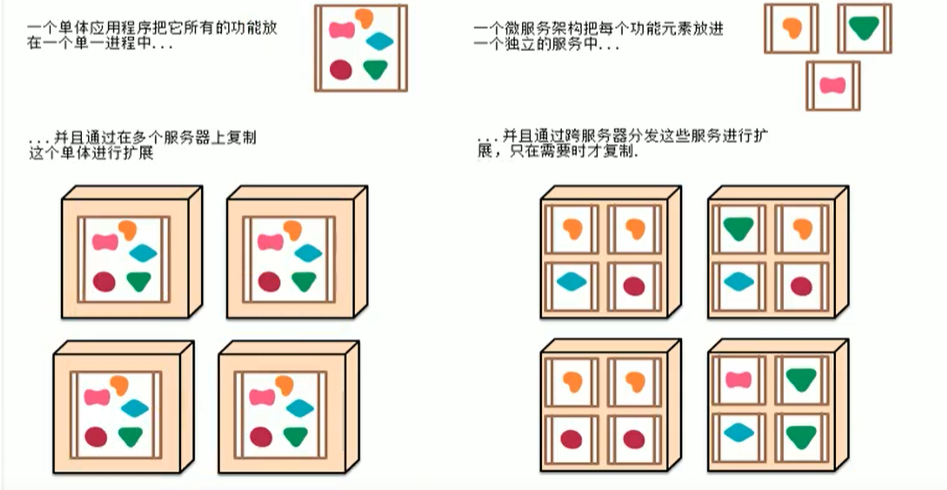 一个单体应用程序把它所有的功能放
在一个单一进程中...
...并且通过在多个服务器上复制
这个单体进行扩展
一个微服务架构把每个功能元素放进
一个独立的服务中...
...并且通过跨服务器分发这些服务进行扩
展，只在需要时才复制.